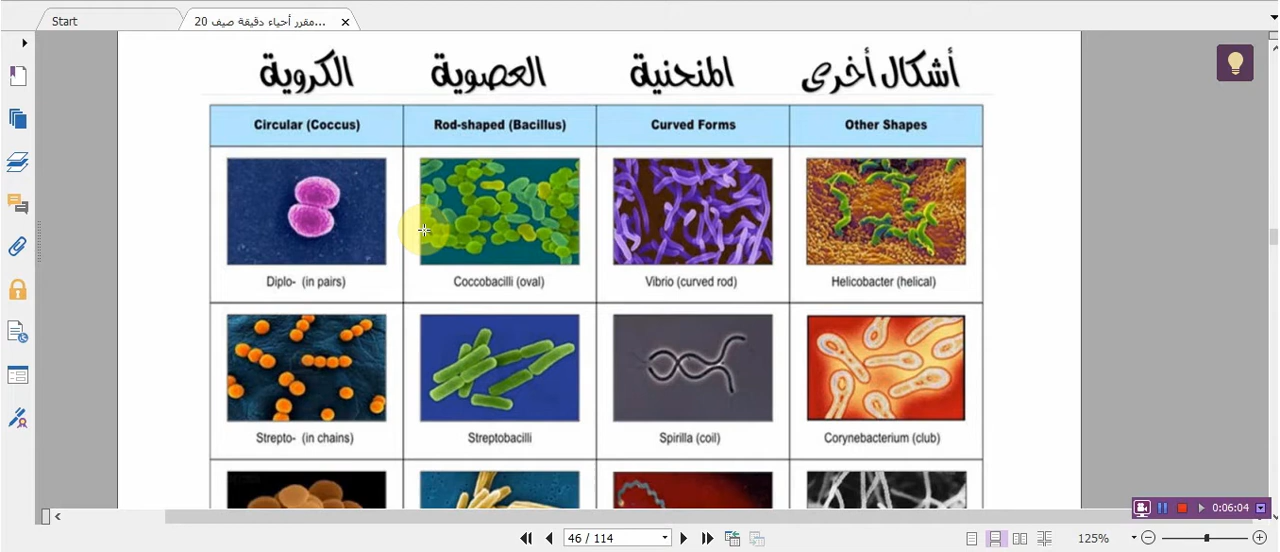 Start
20 مقرر أحياء دقيقة صيف...
أشكال أخرى المنحنية العصوية الكروية
Circular (Coccus) Rod-shaped (Bacillus) Curved Forms Other Shapes
Diplo- (in pairs) Coccobacilli (oval) Vibrio (curved rod) Helicobacter (helical)
Strepto- (in chains) Streptobacilli Spirilla (coil) Corynebacterium (club)
0:06:04
46 / 114
125%